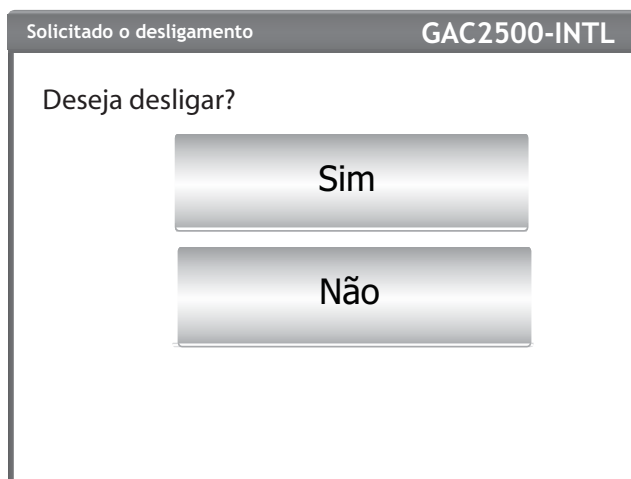 Solicitado o desligamento GAC2500-INTL
Deseja desligar?
Sim
Não